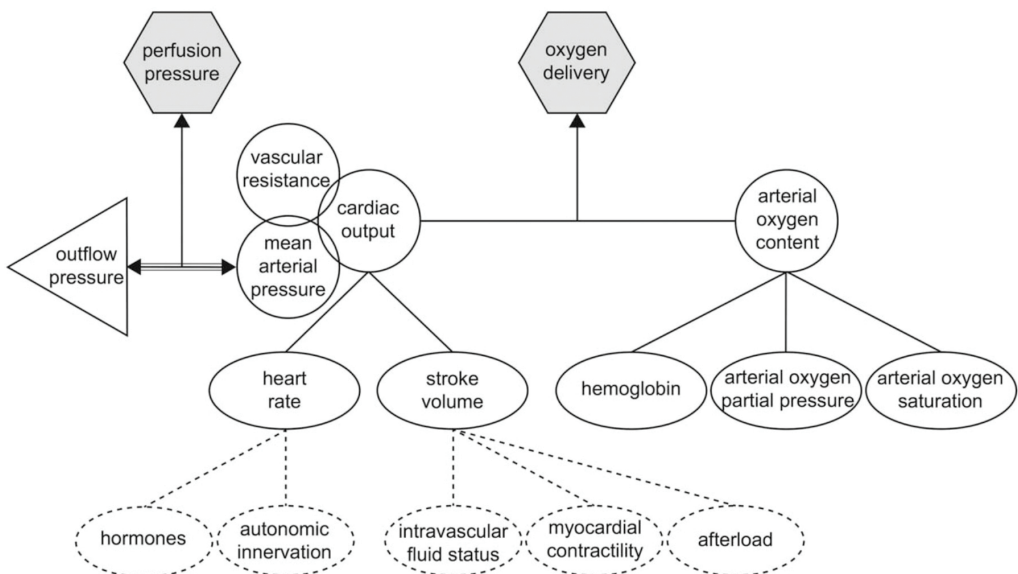 perfusion
pressure
oxygen
delivery
vascular
resistance
cardiac
output
arterial
oxygen
content
outflow
pressure
mean
arterial
pressure
heart
rate
stroke
volume
hemoglobin
arterial oxygen
partial pressure
arterial oxygen
saturation
hormones
autonomic
innervation
intravascular
fluid status
myocardial
contractility
afterload